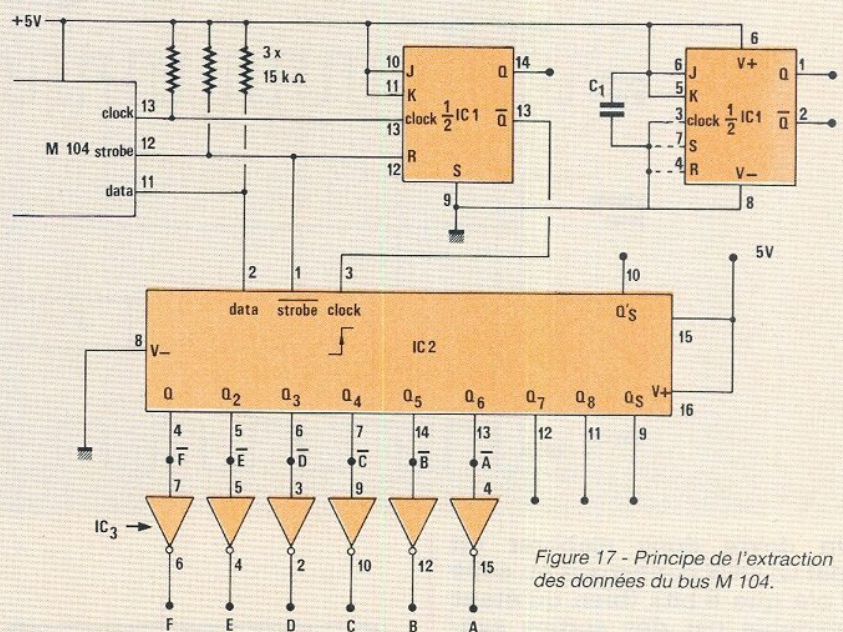 +5V
3 x
15 kΩ
M 104
clock 13
strobe 12
data 11
10 J
11 K
13 clock
½ IC1
12 R
Q 14
Q̅ 13
S
9
C1
6
V+
6 J
5 K
3 clock
½ IC1
7 S
4 R
Q 1
Q̅ 2
V−
8
2 1 3
data s̅t̅r̅o̅b̅e̅ clock
10
Q'S
5V
15
8 V−
IC 2
V+
16
Q Q2 Q3 Q4 Q5 Q6 Q7 Q8 QS
4 5 6 7 14 13 12 11 9
F̅ E̅ D̅ C̅ B̅ A̅
7 5 3 9 4
IC3
6 4 2 10 12 15
F E D C B A
Figure 17 - Principe de l'extraction
des données du bus M 104.